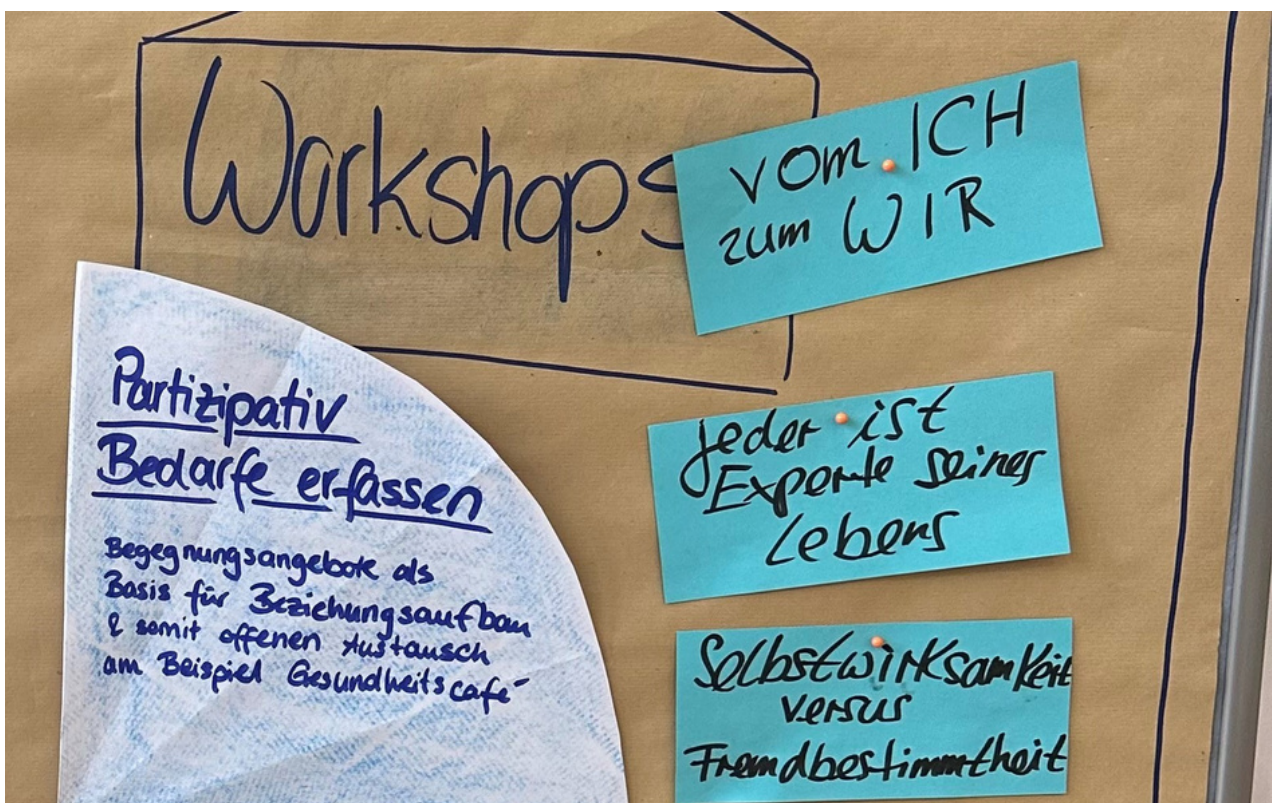 Workshops
vom ICH
zum WIR
Partizipativ
Bedarfe erfassen
Begegnungsangebote als
Basis für Beziehungsaufbau
& somit offenen Austausch
am Beispiel Gesundheitscafé
jeder ist
Experte seines
Lebens
Selbstwirksamkeit
versus
Fremdbestimmtheit